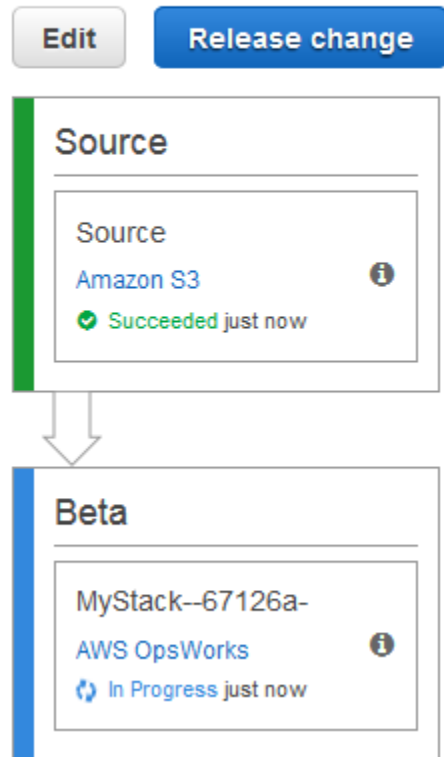 Edit
Release change
Source
Source
Amazon S3
Succeeded just now
Beta
MyStack--67126a-
AWS OpsWorks
In Progress just now